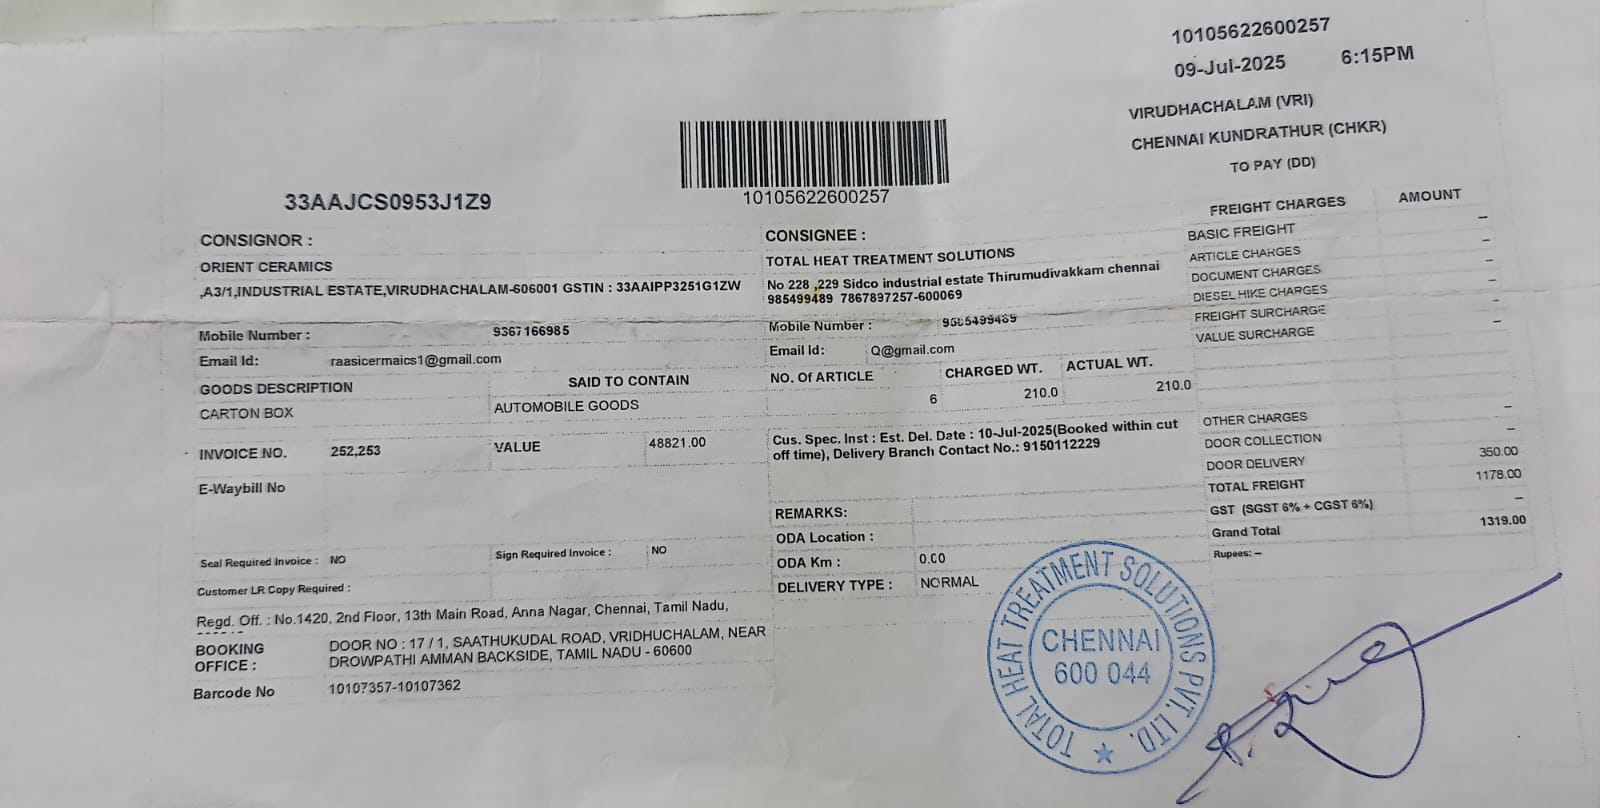 10105622600257
09-Jul-2025 6:15PM
VIRUDHACHALAM (VRI)
CHENNAI KUNDRATHUR (CHKR)
TO PAY (DD)
10105622600257
33AAJCS0953J1Z9
CONSIGNOR :
ORIENT CERAMICS
,A3/1,INDUSTRIAL ESTATE,VIRUDHACHALAM-606001 GSTIN : 33AAIPP3251G1ZW
Mobile Number : 9367166985
Email Id: raasicermaics1@gmail.com
GOODS DESCRIPTION SAID TO CONTAIN
CARTON BOX AUTOMOBILE GOODS
INVOICE NO. 252,253 VALUE 48821.00
E-Waybill No
Seal Required Invoice : NO Sign Required Invoice : NO
Customer LR Copy Required :
Regd. Off. : No.1420, 2nd Floor, 13th Main Road, Anna Nagar, Chennai, Tamil Nadu,
BOOKING OFFICE : DOOR NO : 17 / 1, SAATHUKUDAL ROAD, VRIDHUCHALAM, NEAR
DROWPATHI AMMAN BACKSIDE, TAMIL NADU - 60600
Barcode No 10107357-10107362
CONSIGNEE :
TOTAL HEAT TREATMENT SOLUTIONS
No 228 ,229 Sidco industrial estate Thirumudivakkam chennai
985499489 7867897257-600069
Mobile Number :
Email Id: Q@gmail.com
NO. Of ARTICLE CHARGED WT. ACTUAL WT.
6 210.0 210.0
Cus. Spec. Inst : Est. Del. Date : 10-Jul-2025(Booked within cut
off time), Delivery Branch Contact No.: 9150112229
REMARKS:
ODA Location :
ODA Km : 0.00
DELIVERY TYPE : NORMAL
FREIGHT CHARGES AMOUNT
BASIC FREIGHT –
ARTICLE CHARGES –
DOCUMENT CHARGES –
DIESEL HIKE CHARGES –
FREIGHT SURCHARGE –
VALUE SURCHARGE –
OTHER CHARGES –
DOOR COLLECTION –
DOOR DELIVERY 350.00
TOTAL FREIGHT 1178.00
GST (SGST 6% + CGST 6%) –
Grand Total 1319.00
Rupees: –
TOTAL HEAT TREATMENT SOLUTIONS PVT. LTD.
CHENNAI
600 044